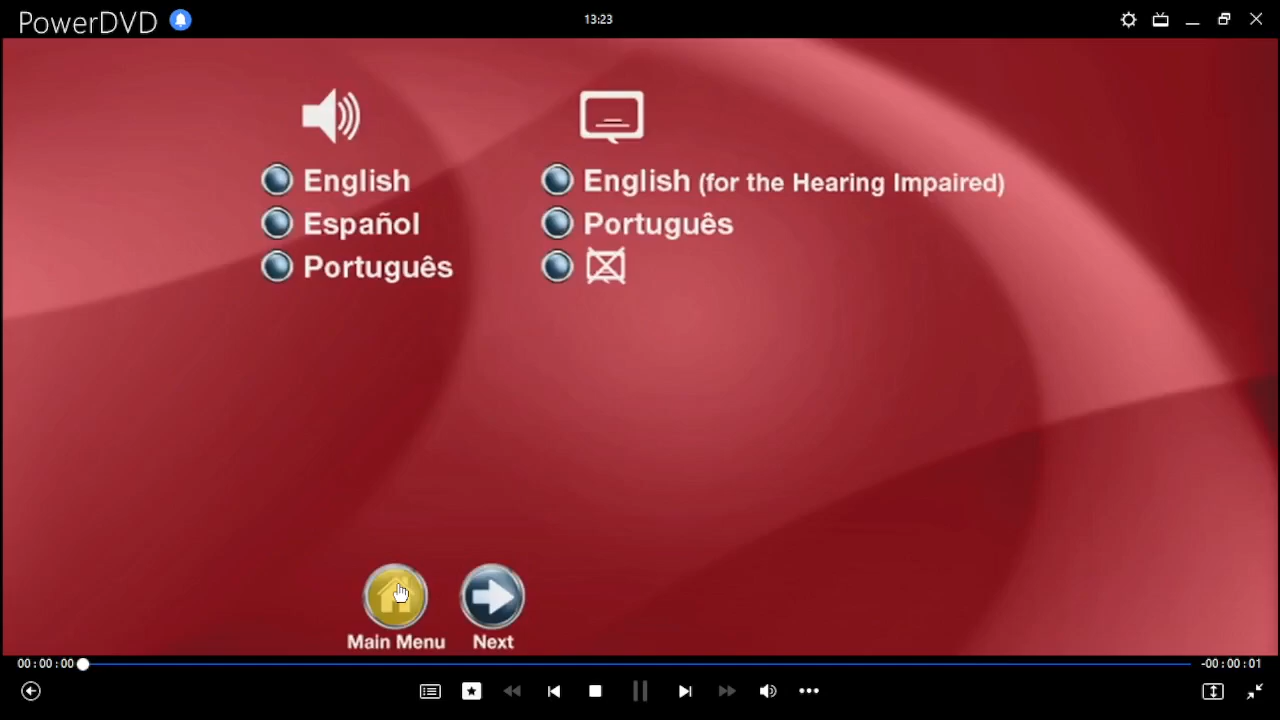 PowerDVD
13:23
English
Español
Português
English (for the Hearing Impaired)
Português
Main Menu
Next
00:00:00
-00:00:01